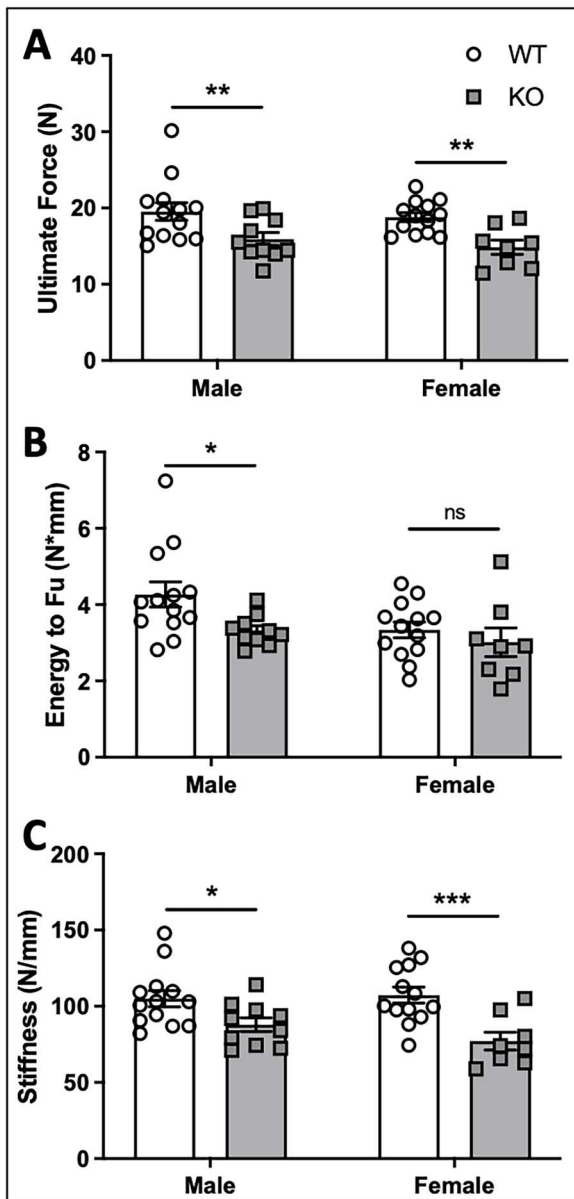 A
WT
KO
Ultimate Force (N)
40
30
20
10
0
**
**
Male
Female
B
Energy to Fu (N*mm)
8
6
4
2
0
*
ns
Male
Female
C
Stiffness (N/mm)
200
150
100
50
0
*
***
Male
Female